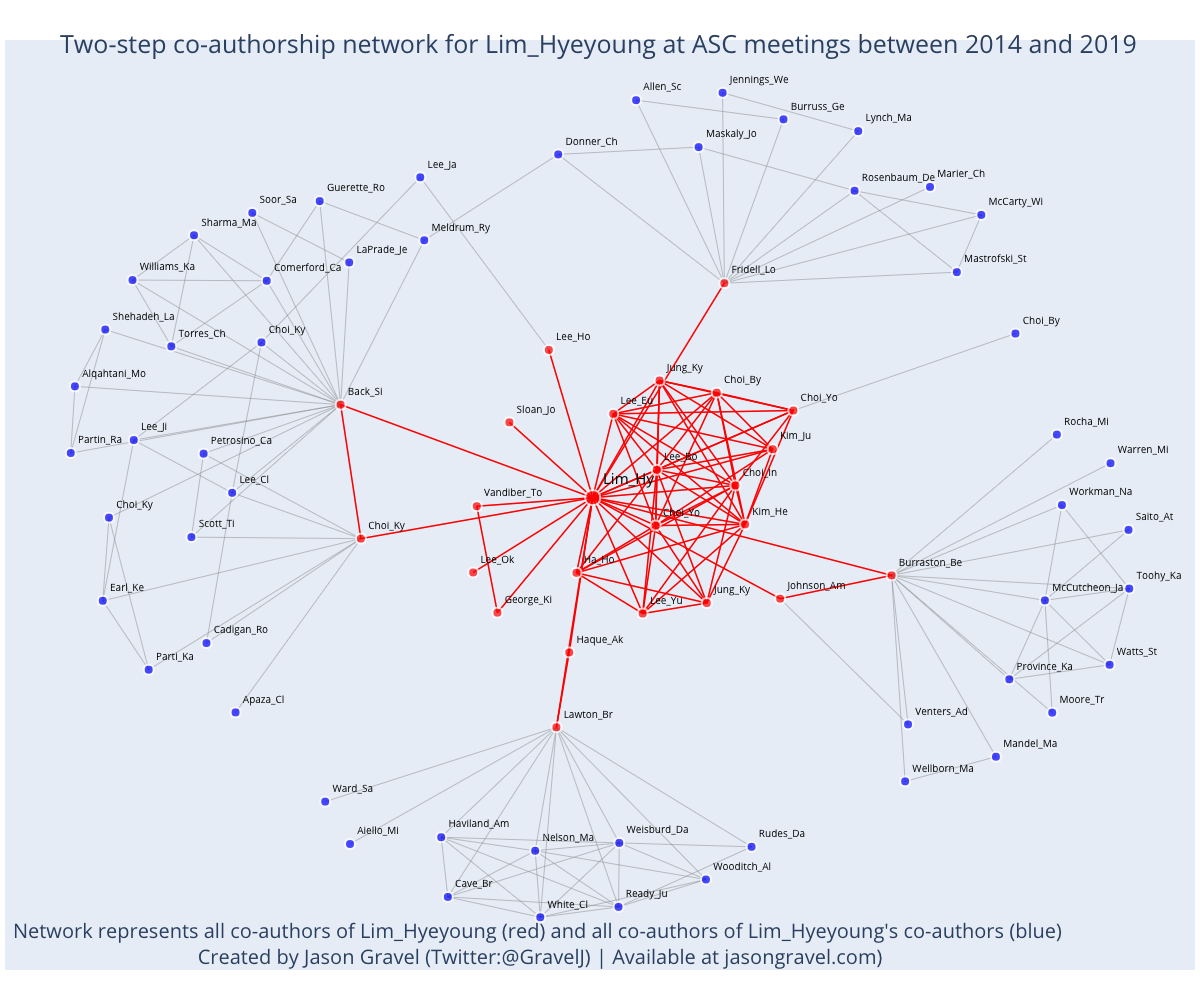 Two-step co-authorship network for Lim_Hyeyoung at ASC meetings between 2014 and 2019
Jennings_We
Allen_Sc
Burruss_Ge
Lynch_Ma
Maskaly_Jo
Donner_Ch
Lee_Ja
Rosenbaum_De
Marier_Ch
Guerette_Ro
Soor_Sa
McCarty_Wi
Sharma_Ma
Meldrum_Ry
LaPrade_Je
Mastrofski_St
Williams_Ka
Comerford_Ca
Fridell_Lo
Shehadeh_La
Choi_By
Torres_Ch
Choi_Ky
Lee_Ho
Jung_Ky
Alqahtani_Mo
Choi_By
Back_Si
Choi_Yo
Lee_Eu
Sloan_Jo
Rocha_Mi
Lee_Ji
Kim_Ju
Partin_Ra
Petrosino_Ca
Warren_Mi
Lee_Bo
Choi_In
Lee_Cl
Lim_Hy
Vandiber_To
Workman_Na
Choi_Ky
Kim_He
Choi_Yo
Saito_At
Choi_Ky
Scott_Ti
Lee_Ok
Ha_Ho
Burraston_Be
Toohy_Ka
Earl_Ke
Johnson_Am
McCutcheon_Ja
Jung_Ky
George_Ki
Lee_Yu
Cadigan_Ro
Haque_Ak
Watts_St
Parti_Ka
Province_Ka
Apaza_Cl
Moore_Tr
Venters_Ad
Lawton_Br
Mandel_Ma
Wellborn_Ma
Ward_Sa
Haviland_Am
Weisburd_Da
Aiello_Mi
Nelson_Ma
Rudes_Da
Wooditch_Al
Cave_Br
Ready_Ju
White_Cl
Network represents all co-authors of Lim_Hyeyoung (red) and all co-authors of Lim_Hyeyoung's co-authors (blue)
Created by Jason Gravel (Twitter:@GravelJ) | Available at jasongravel.com)